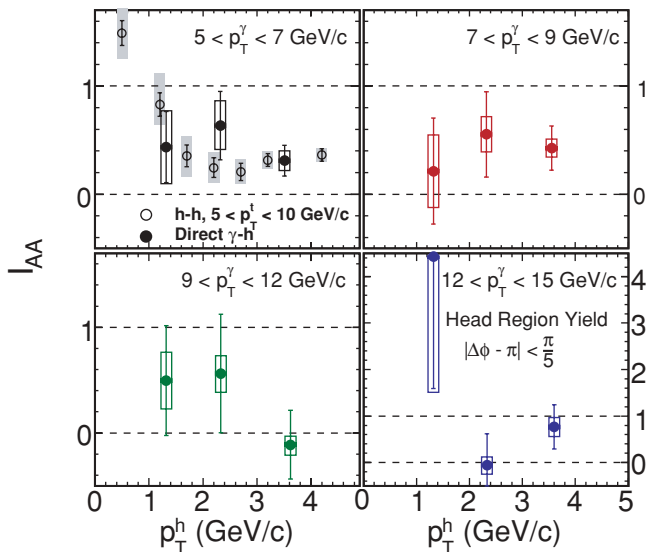 5 < p_T^γ < 7 GeV/c
7 < p_T^γ < 9 GeV/c
1
0
1
0
h-h, 5 < p_T^t < 10 GeV/c
Direct γ-h
I_AA
9 < p_T^γ < 12 GeV/c
12 < p_T^γ < 15 GeV/c
Head Region Yield
|Δϕ - π| < π/5
1
0
4
3
2
1
0
0 1 2 3 4 0 1 2 3 4 5
p_T^h (GeV/c)
p_T^h (GeV/c)